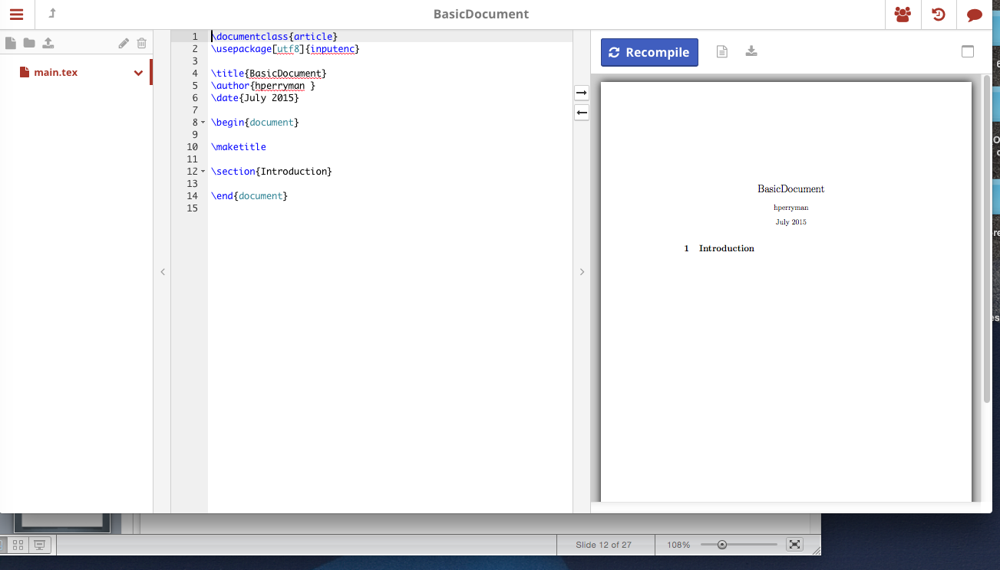 BasicDocument
main.tex
1 \documentclass{article}
2 \usepackage[utf8]{inputenc}
3
4 \title{BasicDocument}
5 \author{hperryman }
6 \date{July 2015}
7
8 \begin{document}
9
10 \maketitle
11
12 \section{Introduction}
13
14 \end{document}
15
Recompile
BasicDocument
hperryman
July 2015
1 Introduction
Slide 12 of 27
108%